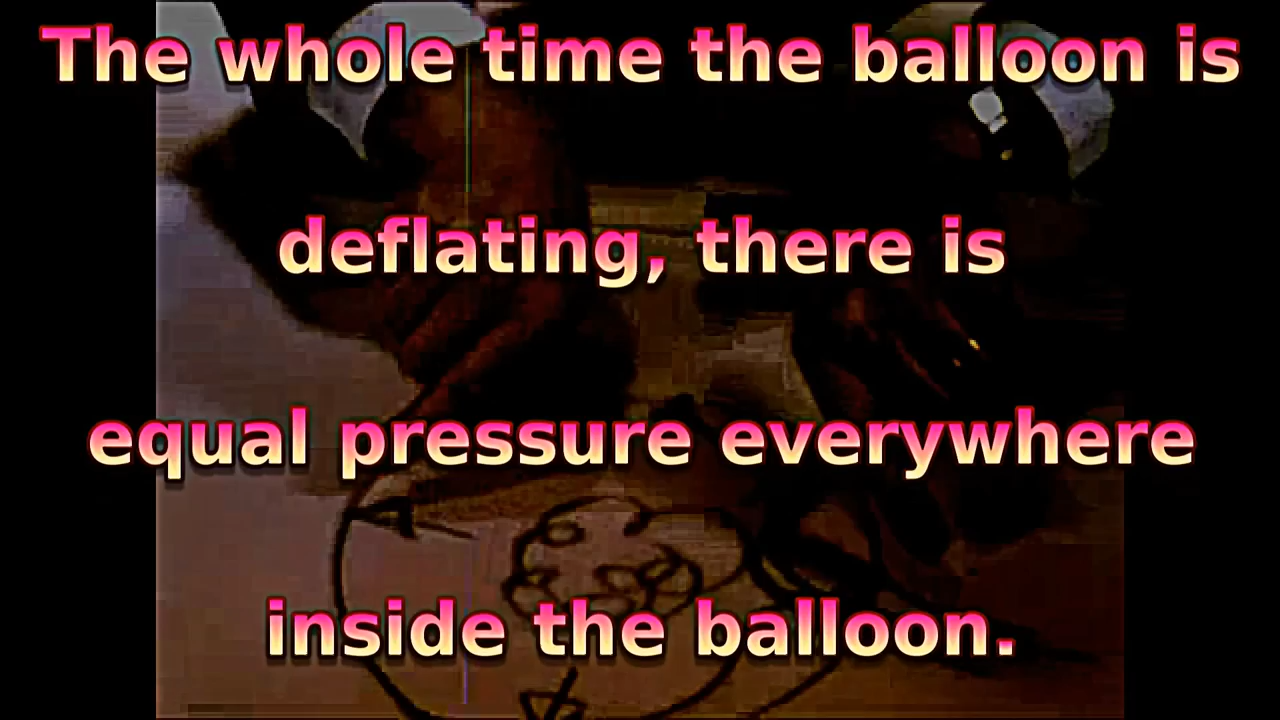 The whole time the balloon is
deflating, there is
equal pressure everywhere
inside the balloon.